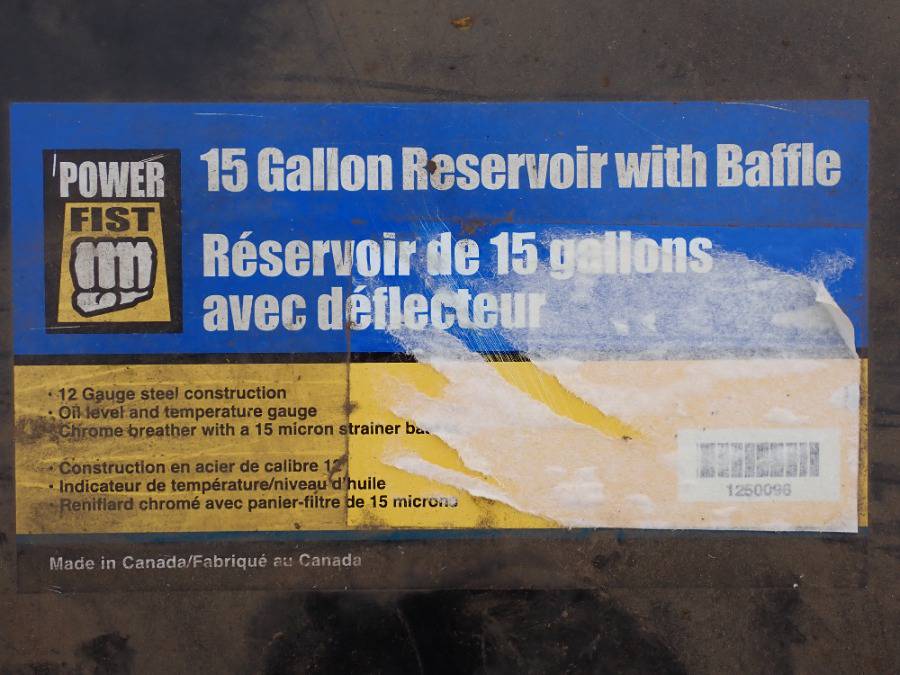 POWER
FIST
15 Gallon Reservoir with Baffle
Réservoir de 15 gallons
avec déflecteur
· 12 Gauge steel construction
· Oil level and temperature gauge
· Chrome breather with a 15 micron strainer
· Construction en acier de calibre 12
· Indicateur de température/niveau d'huile
· Reniflard chromé avec panier-filtre de 15 microns
1250096
Made in Canada/Fabriqué au Canada